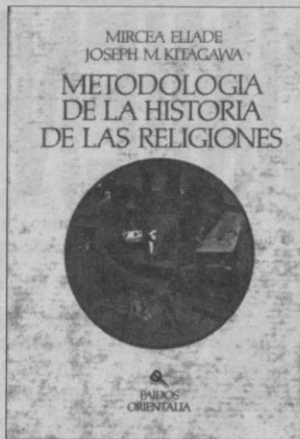 MIRCEA ELIADE
JOSEPH M. KITAGAWA
METODOLOGIA
DE LA HISTORIA
DE LAS RELIGIONES
PAIDOS
ORIENTALIA